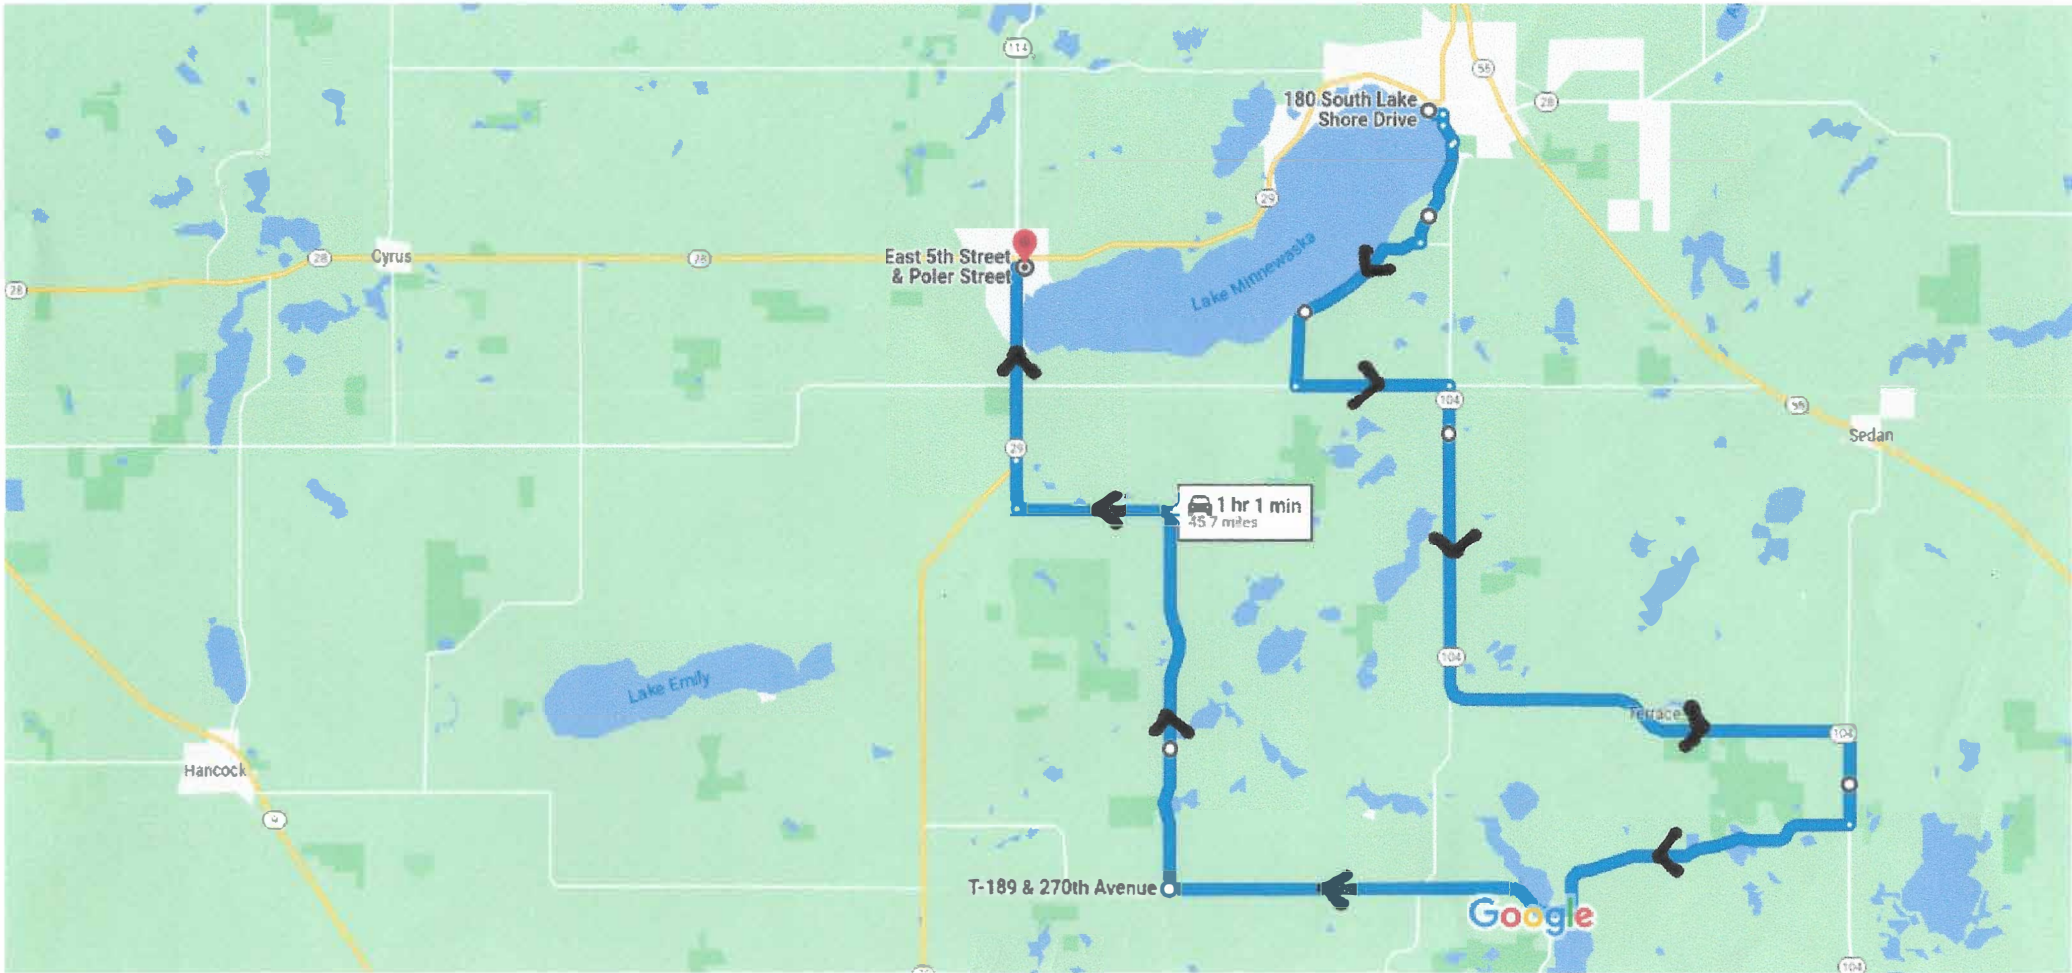 114
55
180 South Lake
Shore Drive
28
29
East 5th Street
& Poler Street
28
Cyrus
28
28
Lake Minnewaska
104
55
Sedan
29
1 hr 1 min
45.7 miles
104
Lake Emily
Terrace
104
Hancock
9
T-189 & 270th Avenue
Google
104